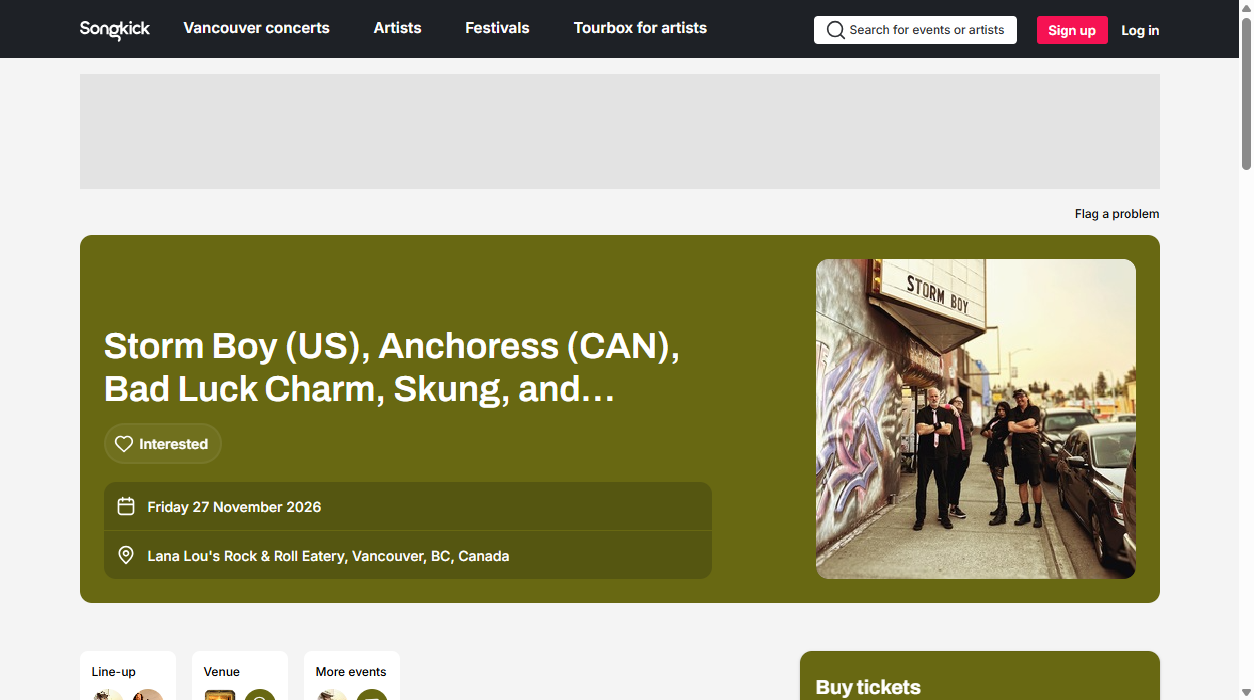 Songkick
Vancouver concerts
Artists
Festivals
Tourbox for artists
Search for events or artists
Sign up
Log in
Flag a problem
STORM BOY
Storm Boy (US), Anchoress (CAN),
Bad Luck Charm, Skung, and...
Interested
Friday 27 November 2026
Lana Lou's Rock & Roll Eatery, Vancouver, BC, Canada
Line-up
Venue
More events
Buy tickets